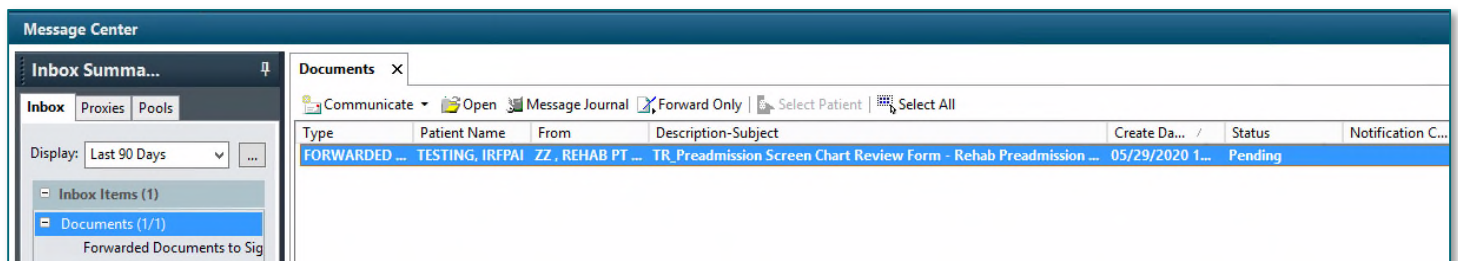 Message Center
Inbox Summa...
Inbox Proxies Pools
Display: Last 90 Days ...
Inbox Items (1)
Documents (1/1)
Forwarded Documents to Sig
Documents X
Communicate Open Message Journal Forward Only Select Patient Select All
Type Patient Name From Description-Subject Create Da... Status Notification C...
FORWARDED ... TESTING, IRFPAI ZZ , REHAB PT ... TR_Preadmission Screen Chart Review Form - Rehab Preadmission ... 05/29/2020 1... Pending